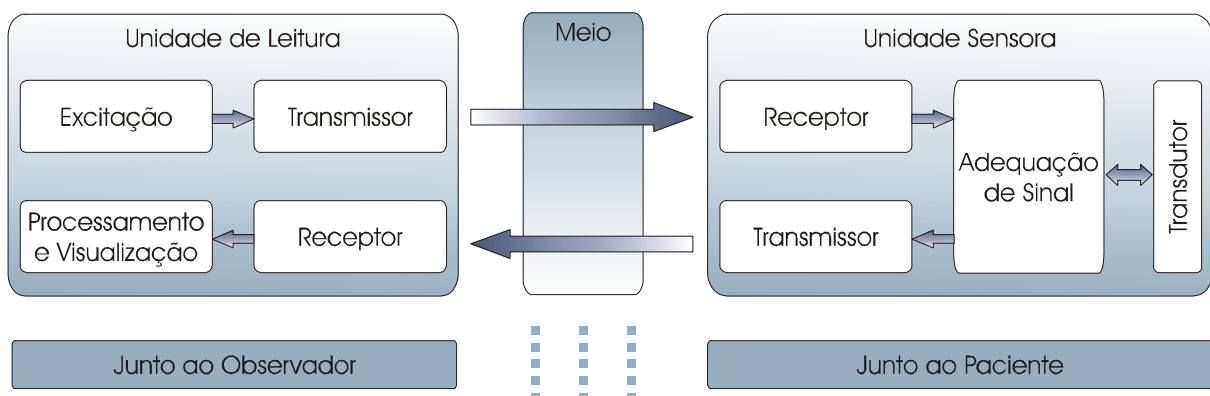 Unidade de Leitura
Excitação
Transmissor
Processamento
e Visualização
Receptor
Junto ao Observador
Meio
Unidade Sensora
Receptor
Adequação
de Sinal
Transdutor
Transmissor
Junto ao Paciente